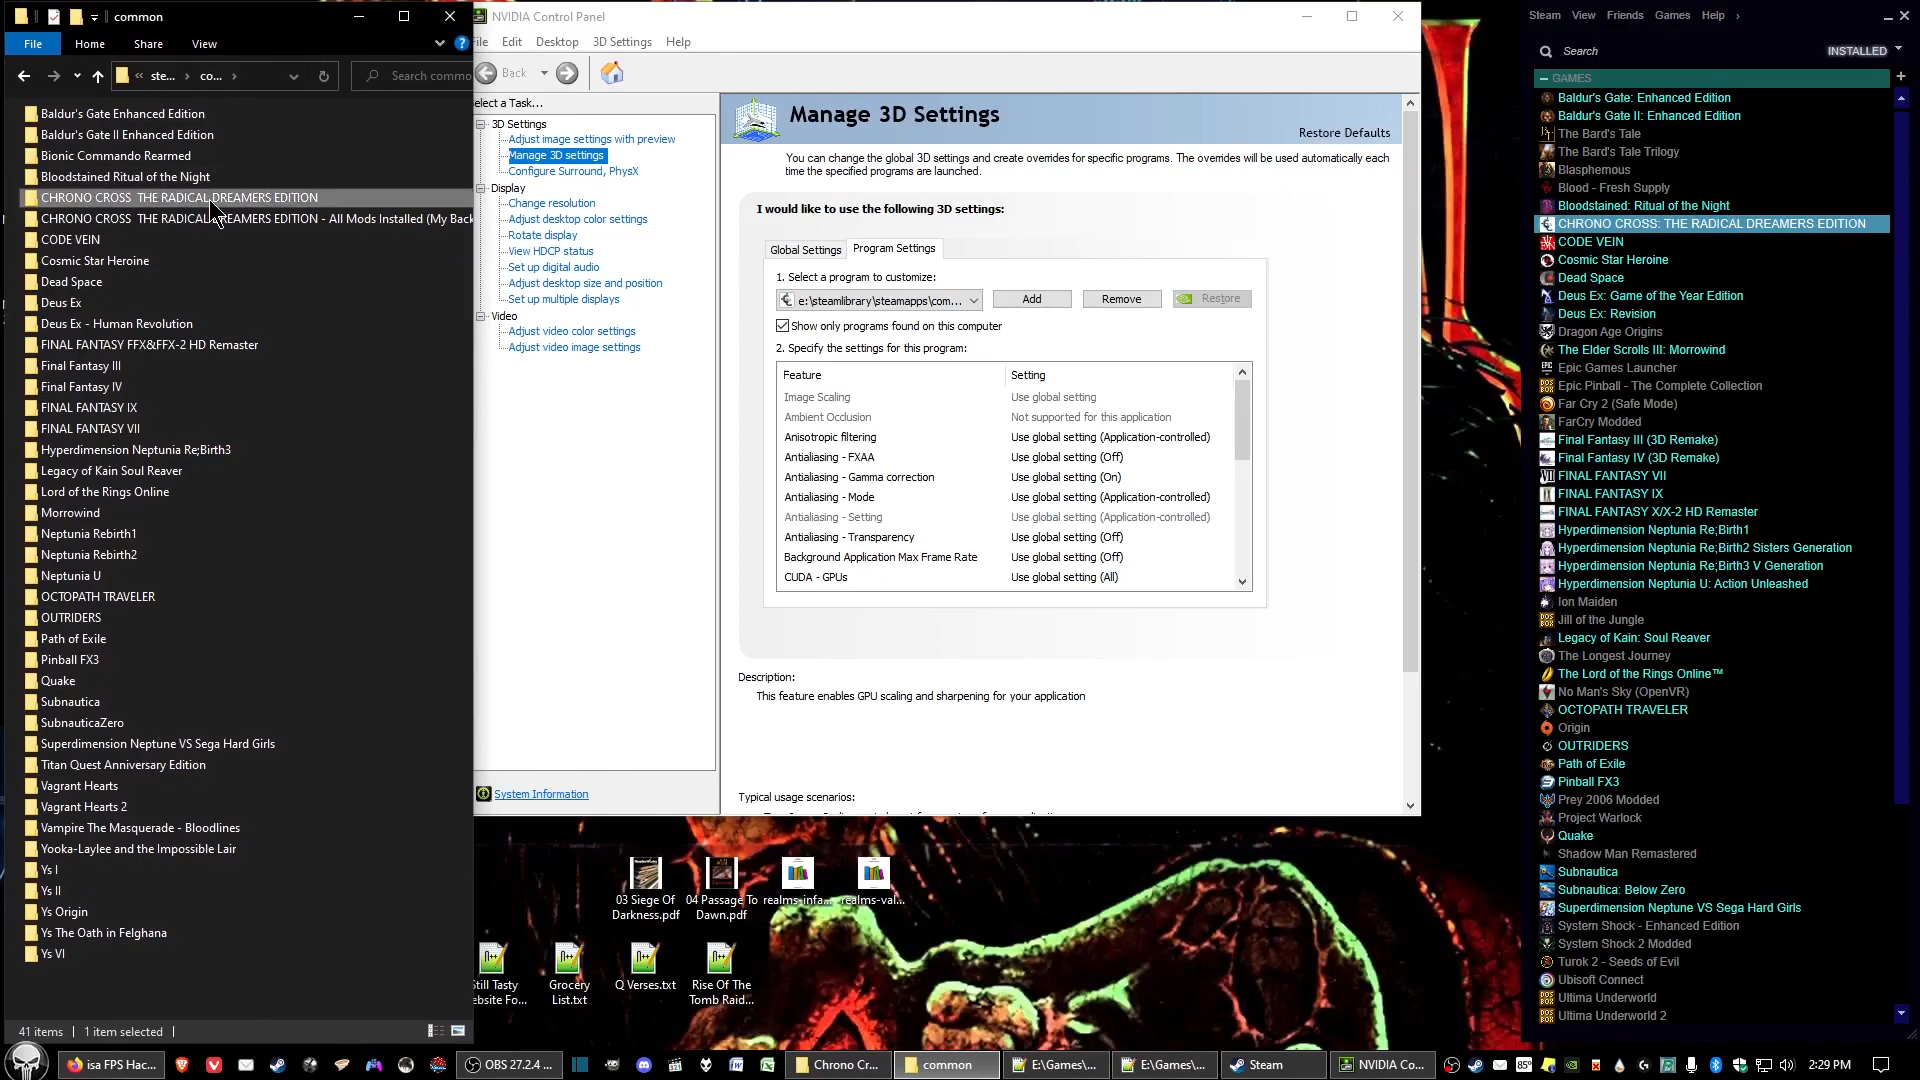 common
File
Home
Share
View
ste...
co...
Search commo
Baldur's Gate Enhanced Edition
Baldur's Gate II Enhanced Edition
Bionic Commando Rearmed
Bloodstained Ritual of the Night
CHRONO CROSS  THE RADICAL DREAMERS EDITION
CHRONO CROSS  THE RADICAL DREAMERS EDITION - All Mods Installed (My Back
CODE VEIN
Cosmic Star Heroine
Dead Space
Deus Ex
Deus Ex - Human Revolution
FINAL FANTASY FFX&FFX-2 HD Remaster
Final Fantasy III
Final Fantasy IV
FINAL FANTASY IX
FINAL FANTASY VII
Hyperdimension Neptunia Re;Birth3
Legacy of Kain Soul Reaver
Lord of the Rings Online
Morrowind
Neptunia Rebirth1
Neptunia Rebirth2
Neptunia U
OCTOPATH TRAVELER
OUTRIDERS
Path of Exile
Pinball FX3
Quake
Subnautica
SubnauticaZero
Superdimension Neptune VS Sega Hard Girls
Titan Quest Anniversary Edition
Vagrant Hearts
Vagrant Hearts 2
Vampire The Masquerade - Bloodlines
Yooka-Laylee and the Impossible Lair
Ys I
Ys II
Ys Origin
Ys The Oath in Felghana
Ys VI
41 items
1 item selected
NVIDIA Control Panel
File
Edit
Desktop
3D Settings
Help
Back
elect a Task...
3D Settings
Adjust image settings with preview
Manage 3D settings
Configure Surround, PhysX
Display
Change resolution
Adjust desktop color settings
Rotate display
View HDCP status
Set up digital audio
Adjust desktop size and position
Set up multiple displays
Video
Adjust video color settings
Adjust video image settings
System Information
Manage 3D Settings
Restore Defaults
You can change the global 3D settings and create overrides for specific programs. The overrides will be used automatically each
time the specified programs are launched.
I would like to use the following 3D settings:
Global Settings
Program Settings
1. Select a program to customize:
e:\steamlibrary\steamapps\com...
Add
Remove
Restore
Show only programs found on this computer
2. Specify the settings for this program:
Feature
Setting
Image Scaling
Use global setting
Ambient Occlusion
Not supported for this application
Anisotropic filtering
Use global setting (Application-controlled)
Antialiasing - FXAA
Use global setting (Off)
Antialiasing - Gamma correction
Use global setting (On)
Antialiasing - Mode
Use global setting (Application-controlled)
Antialiasing - Setting
Use global setting (Application-controlled)
Antialiasing - Transparency
Use global setting (Off)
Background Application Max Frame Rate
Use global setting (Off)
CUDA - GPUs
Use global setting (All)
Description:
This feature enables GPU scaling and sharpening for your application
Typical usage scenarios:
03 Siege Of
Darkness.pdf
04 Passage To
Dawn.pdf
realms-infa...
realms-val...
till Tasty
ebsite Fo...
Grocery
List.txt
Q Verses.txt
Rise Of The
Tomb Raid...
Steam
View
Friends
Games
Help
Search
INSTALLED
GAMES
Baldur's Gate: Enhanced Edition
Baldur's Gate II: Enhanced Edition
The Bard's Tale
The Bard's Tale Trilogy
Blasphemous
Blood - Fresh Supply
Bloodstained: Ritual of the Night
CHRONO CROSS: THE RADICAL DREAMERS EDITION
CODE VEIN
Cosmic Star Heroine
Dead Space
Deus Ex: Game of the Year Edition
Deus Ex: Revision
Dragon Age Origins
The Elder Scrolls III: Morrowind
Epic Games Launcher
Epic Pinball - The Complete Collection
Far Cry 2 (Safe Mode)
FarCry Modded
Final Fantasy III (3D Remake)
Final Fantasy IV (3D Remake)
FINAL FANTASY VII
FINAL FANTASY IX
FINAL FANTASY X/X-2 HD Remaster
Hyperdimension Neptunia Re;Birth1
Hyperdimension Neptunia Re;Birth2 Sisters Generation
Hyperdimension Neptunia Re;Birth3 V Generation
Hyperdimension Neptunia U: Action Unleashed
Ion Maiden
Jill of the Jungle
Legacy of Kain: Soul Reaver
The Longest Journey
The Lord of the Rings Online™
No Man's Sky (OpenVR)
OCTOPATH TRAVELER
Origin
OUTRIDERS
Path of Exile
Pinball FX3
Prey 2006 Modded
Project Warlock
Quake
Shadow Man Remastered
Subnautica
Subnautica: Below Zero
Superdimension Neptune VS Sega Hard Girls
System Shock - Enhanced Edition
System Shock 2 Modded
Turok 2 - Seeds of Evil
Ubisoft Connect
Ultima Underworld
Ultima Underworld 2
isa FPS Hac...
OBS 27.2.4 ...
Chrono Cr...
common
E:\Games\...
E:\Games\...
Steam
NVIDIA Co...
85°
2:29 PM